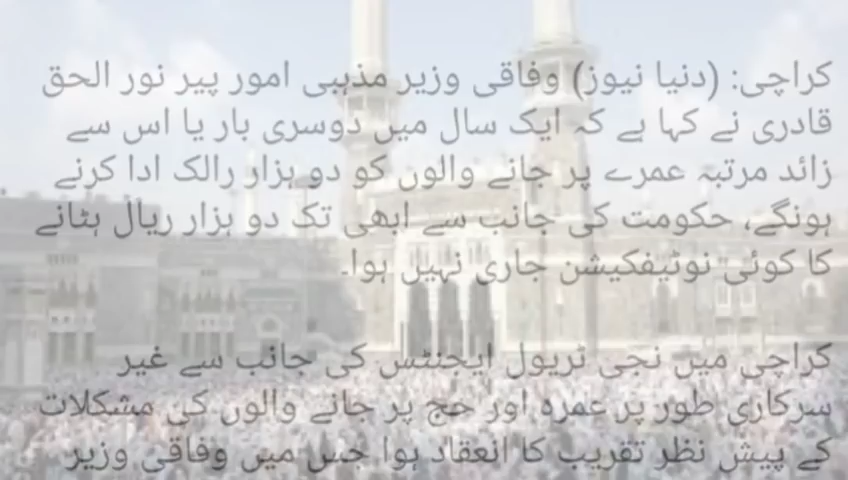 کراچی: (دنیا نیوز) وفاقی وزیر مذہبی امور پیر نور الحق
قادری نے کہا ہے کہ ایک سال میں دوسری بار یا اس سے
زائد مرتبہ عمرے پر جانے والوں کو دو ہزار رالک ادا کرنے
ہونگے، حکومت کی جانب سے ابھی تک دو ہزار ریال ہٹانے
کا کوئی نوٹیفکیشن جاری نہیں ہوا۔
کراچی میں نجی ٹریول ایجنٹس کی جانب سے غیر
سرکاری طور پر عمرہ اور حج پر جانے والوں کی مشکلات
کے پیش نظر تقریب کا انعقاد ہوا جس میں وفاقی وزیر